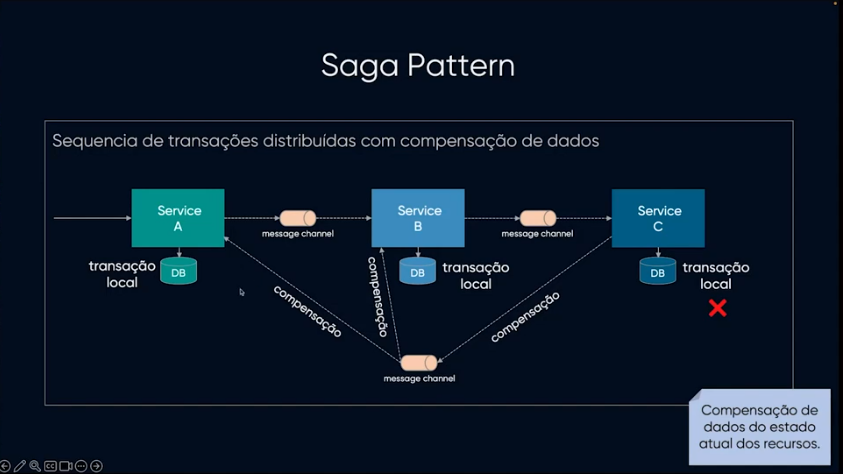 Saga Pattern
Sequencia de transações distribuídas com compensação de dados
Service
A
message channel
Service
B
message channel
Service
C
transação
local
DB
DB
transação
local
DB
transação
local
compensação
compensação
compensação
message channel
Compensação de
dados do estado
atual dos recursos.
CC